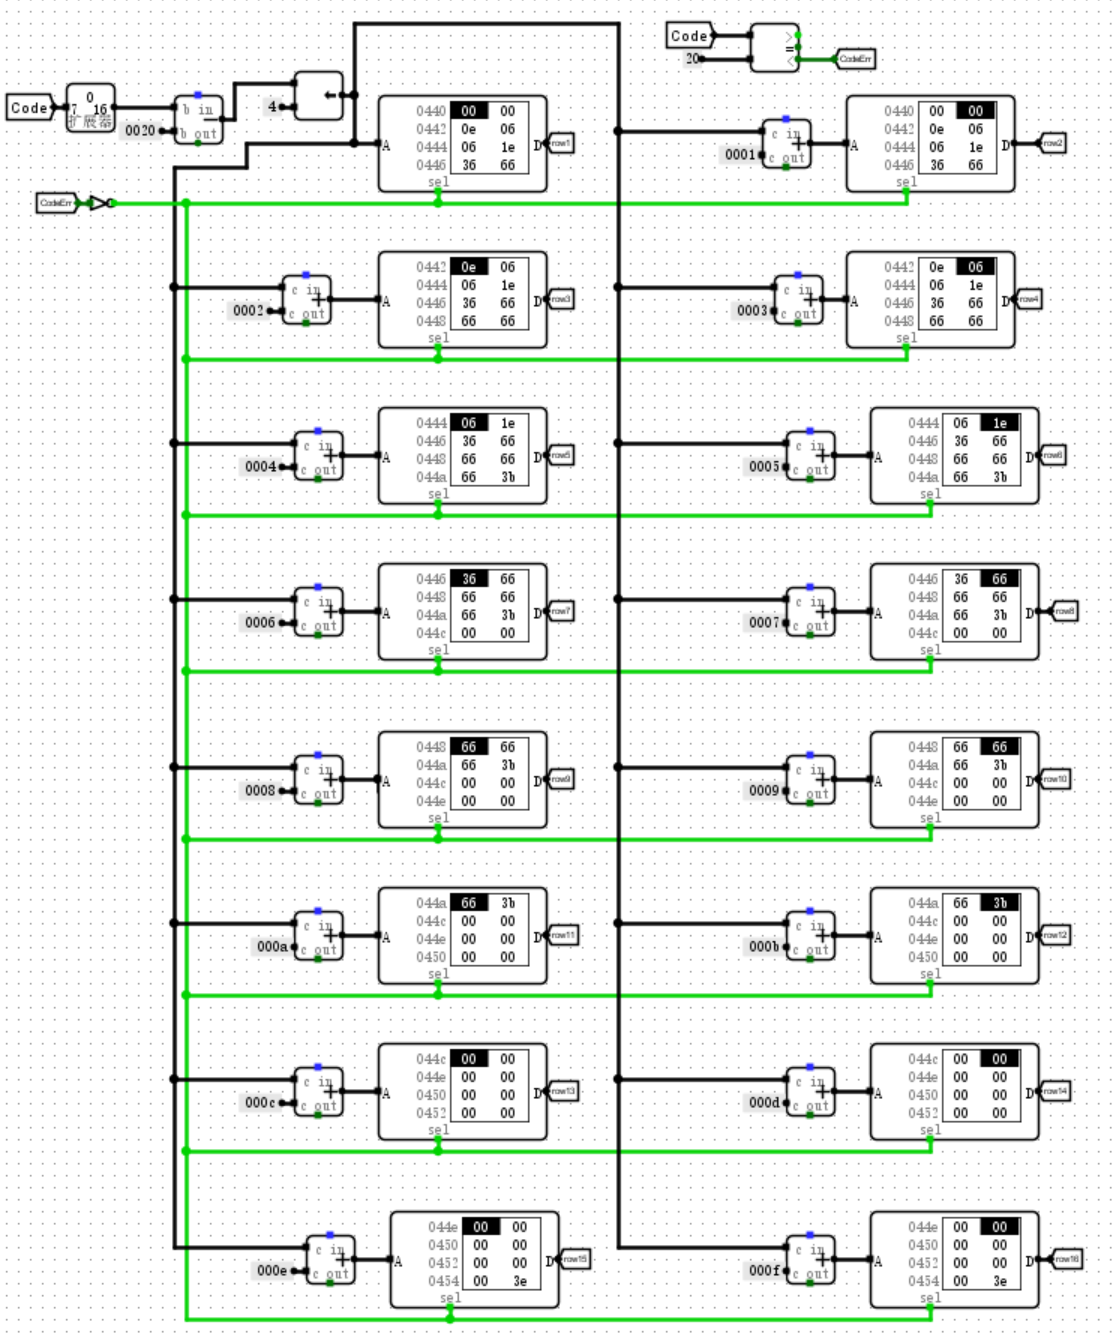 Code
20
CodeErr
Code
0
7 16
扩展器
0020
b in
b out
4
A
0440 00 00
0442 0e 06
0444 06 1e
0446 36 66
sel
D
row1
0001
c in
c out
A
0440 00 00
0442 0e 06
0444 06 1e
0446 36 66
sel
D
row2
CodeErr
0002
c in
c out
A
0442 0e 06
0444 06 1e
0446 36 66
0448 66 66
sel
D
row3
0003
c in
c out
A
0442 0e 06
0444 06 1e
0446 36 66
0448 66 66
sel
D
row4
0004
c in
c out
A
0444 06 1e
0446 36 66
0448 66 66
044a 66 3b
sel
D
row5
0005
c in
c out
A
0444 06 1e
0446 36 66
0448 66 66
044a 66 3b
sel
D
row6
0006
c in
c out
A
0446 36 66
0448 66 66
044a 66 3b
044c 00 00
sel
D
row7
0007
c in
c out
A
0446 36 66
0448 66 66
044a 66 3b
044c 00 00
sel
D
row8
0008
c in
c out
A
0448 66 66
044a 66 3b
044c 00 00
044e 00 00
sel
D
row9
0009
c in
c out
A
0448 66 66
044a 66 3b
044c 00 00
044e 00 00
sel
D
row10
000a
c in
c out
A
044a 66 3b
044c 00 00
044e 00 00
0450 00 00
sel
D
row11
000b
c in
c out
A
044a 66 3b
044c 00 00
044e 00 00
0450 00 00
sel
D
row12
000c
c in
c out
A
044c 00 00
044e 00 00
0450 00 00
0452 00 00
sel
D
row13
000d
c in
c out
A
044c 00 00
044e 00 00
0450 00 00
0452 00 00
sel
D
row14
000e
c in
c out
A
044e 00 00
0450 00 00
0452 00 00
0454 00 3e
sel
D
row15
000f
c in
c out
A
044e 00 00
0450 00 00
0452 00 00
0454 00 3e
sel
D
row16